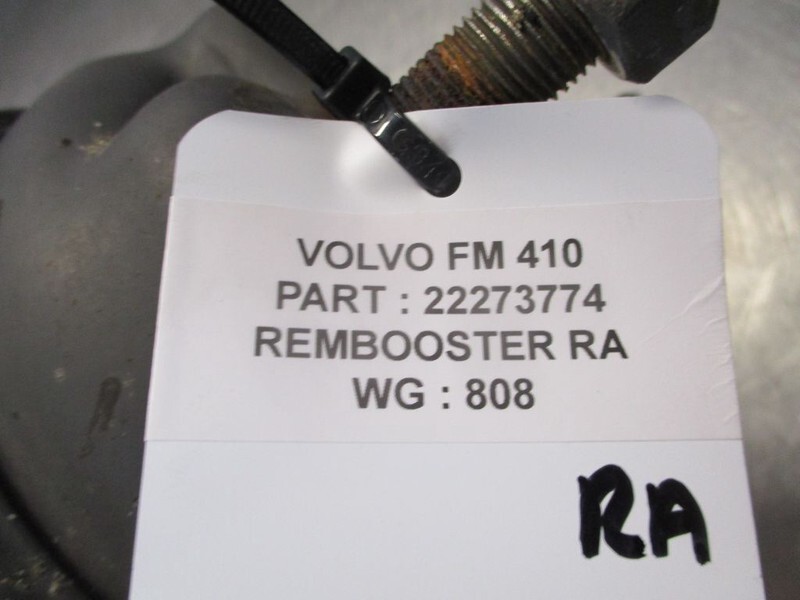 VOLVO FM 410
PART : 22273774
REMBOOSTER RA
WG : 808
RA